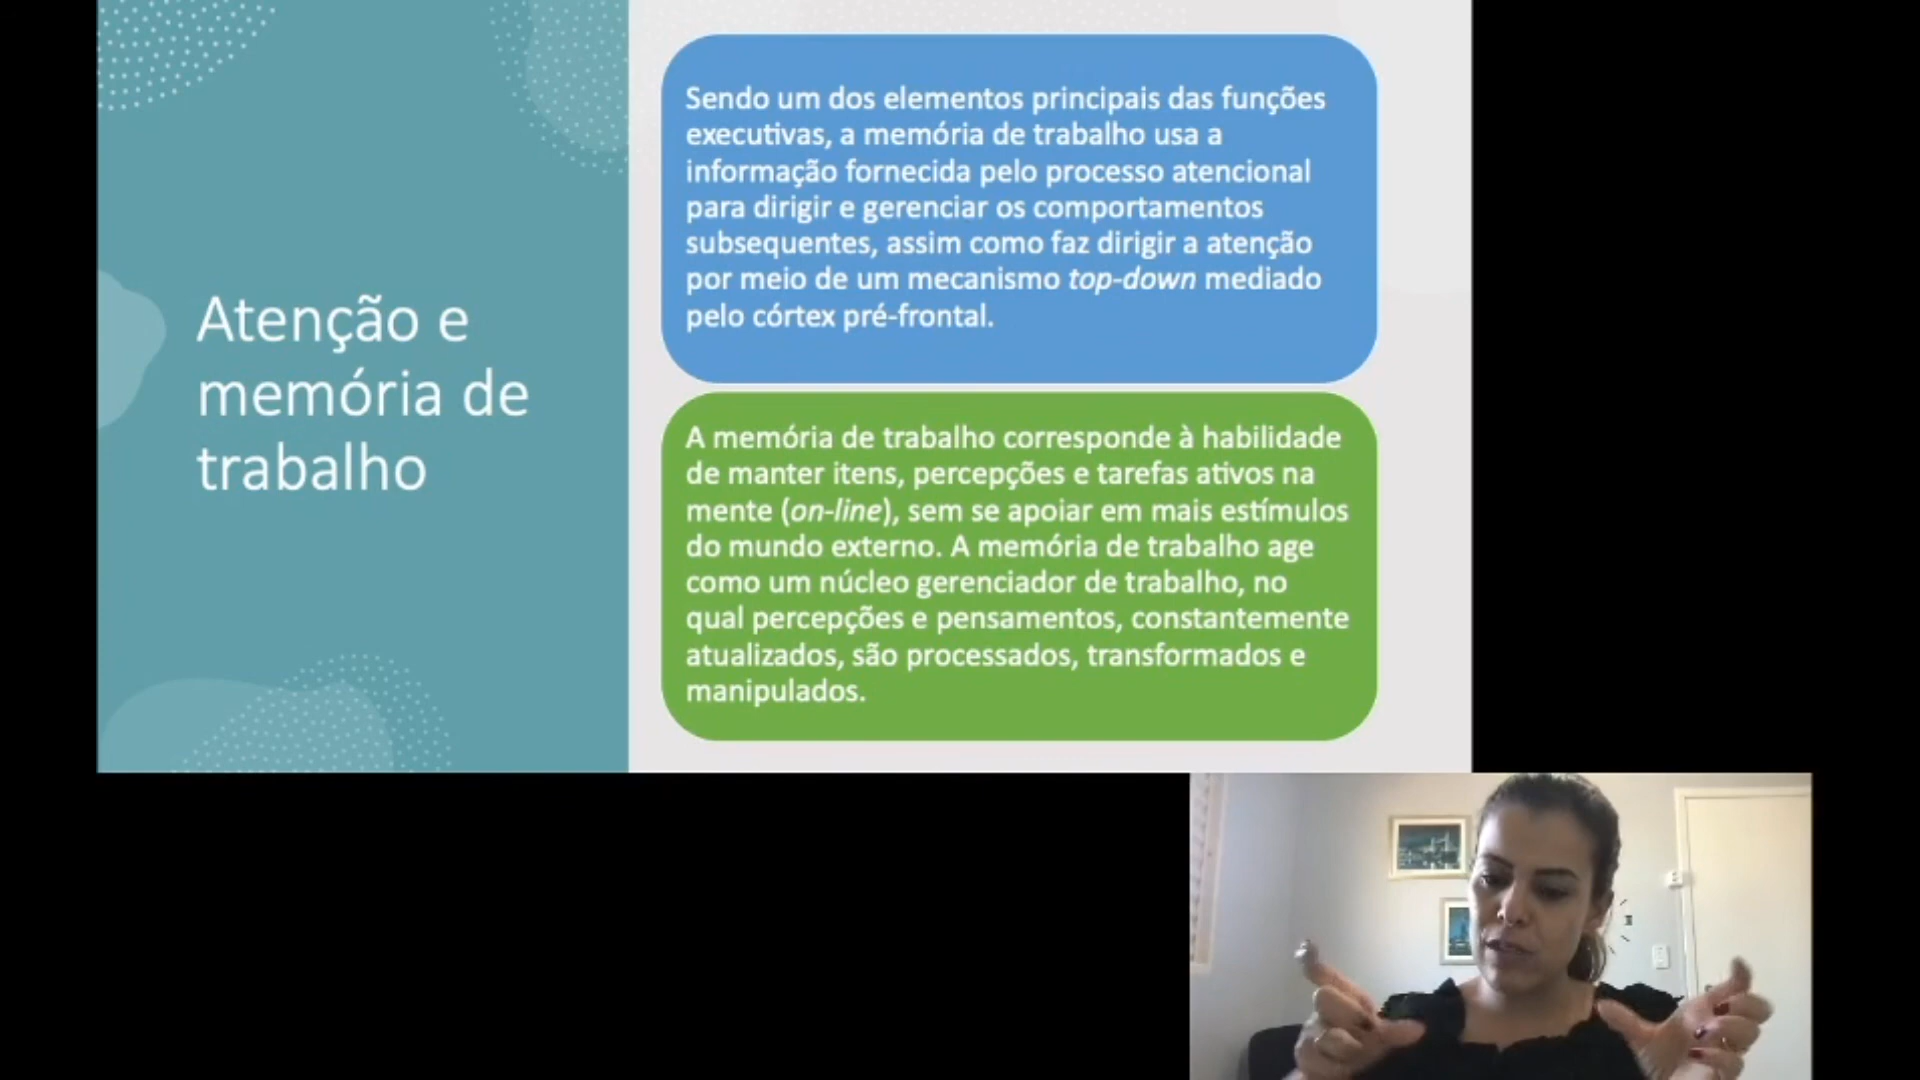 Atenção e
memória de
trabalho
Sendo um dos elementos principais das funções
executivas, a memória de trabalho usa a
informação fornecida pelo processo atencional
para dirigir e gerenciar os comportamentos
subsequentes, assim como faz dirigir a atenção
por meio de um mecanismo top-down mediado
pelo córtex pré-frontal.
A memória de trabalho corresponde à habilidade
de manter itens, percepções e tarefas ativos na
mente (on-line), sem se apoiar em mais estímulos
do mundo externo. A memória de trabalho age
como um núcleo gerenciador de trabalho, no
qual percepções e pensamentos, constantemente
atualizados, são processados, transformados e
manipulados.